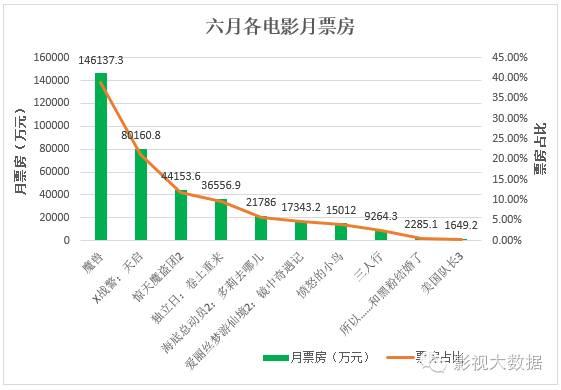 六月各电影月票房
月票房（万元）
160000
140000
120000
100000
80000
60000
40000
20000
0
146137.3
80160.8
44153.6
36556.9
21786
17343.2
15012
9264.3
2285.1
1649.2
45.00%
40.00%
35.00%
30.00%
25.00%
20.00%
15.00%
10.00%
5.00%
0.00%
票房占比
魔兽
X战警：天启
惊天魔盗团2
独立日：卷土重来
海底总动员2：多利去哪儿
爱丽丝梦游仙境2：镜中奇遇记
愤怒的小鸟
三人行
所以……和黑粉结婚了
美国队长3
月票房（万元）
票房占比
影视大数据